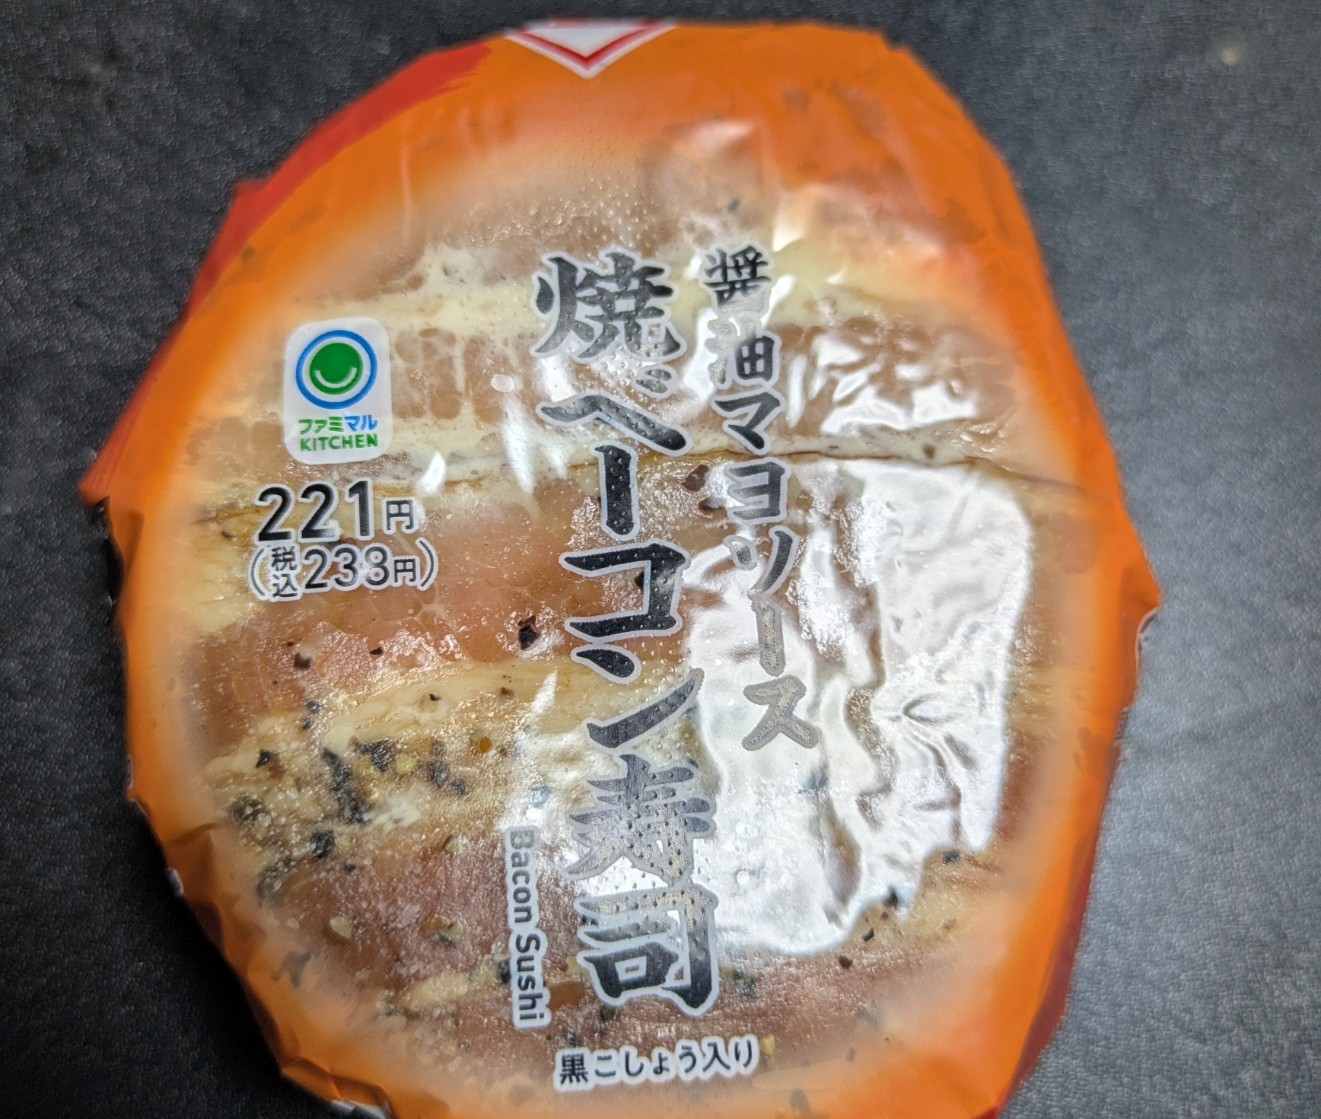 醤油マヨソース
焼ベーコン寿司
Bacon Sushi
黒こしょう入り
ファミマル
KITCHEN
221円
(税込238円)